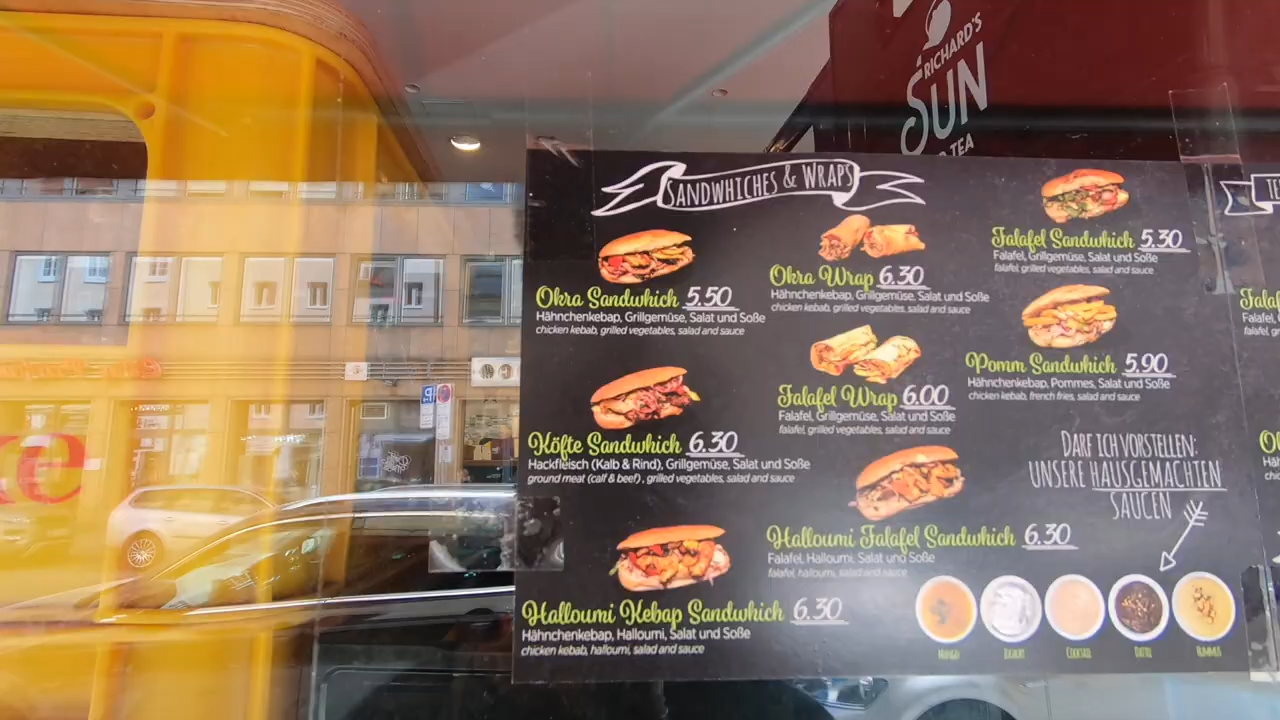 RICHARD'S
SUN
TEA
SANDWHICHES & WRAPS
Okra Sandwhich 5.50
Hähnchenkebap, Grillgemüse, Salat und Soße
chicken kebab, grilled vegetables, salad and sauce
Köfte Sandwhich 6.30
Hackfleisch (Kalb & Rind), Grillgemüse, Salat und Soße
ground meat (calf & beef) , grilled vegetables, salad and sauce
Halloumi Kebap Sandwhich 6.30
Hähnchenkebap, Halloumi, Salat und Soße
chicken kebab, halloumi, salad and sauce
Okra Wrap 6.30
Hähnchenkebap, Grillgemüse, Salat und Soße
chicken kebab, grilled vegetables, salad and sauce
Falafel Wrap 6.00
Falafel, Grillgemüse, Salat und Soße
falafel, grilled vegetables, salad and sauce
Halloumi Falafel Sandwhich 6.30
Falafel, Halloumi, Salat und Soße
falafel, halloumi, salad and sauce
Falafel Sandwhich 5.30
Falafel, Grillgemüse, Salat und Soße
falafel, grilled vegetables, salad and sauce
Pomm Sandwhich 5.90
Hähnchenkebap, Pommes, Salat und Soße
chicken kebab, french fries, salad and sauce
DARF ICH VORSTELLEN:
UNSERE HAUSGEMACHTEN
SAUCEN
MANGO JOGHURT COCKTAIL DATTEL HUMMUS